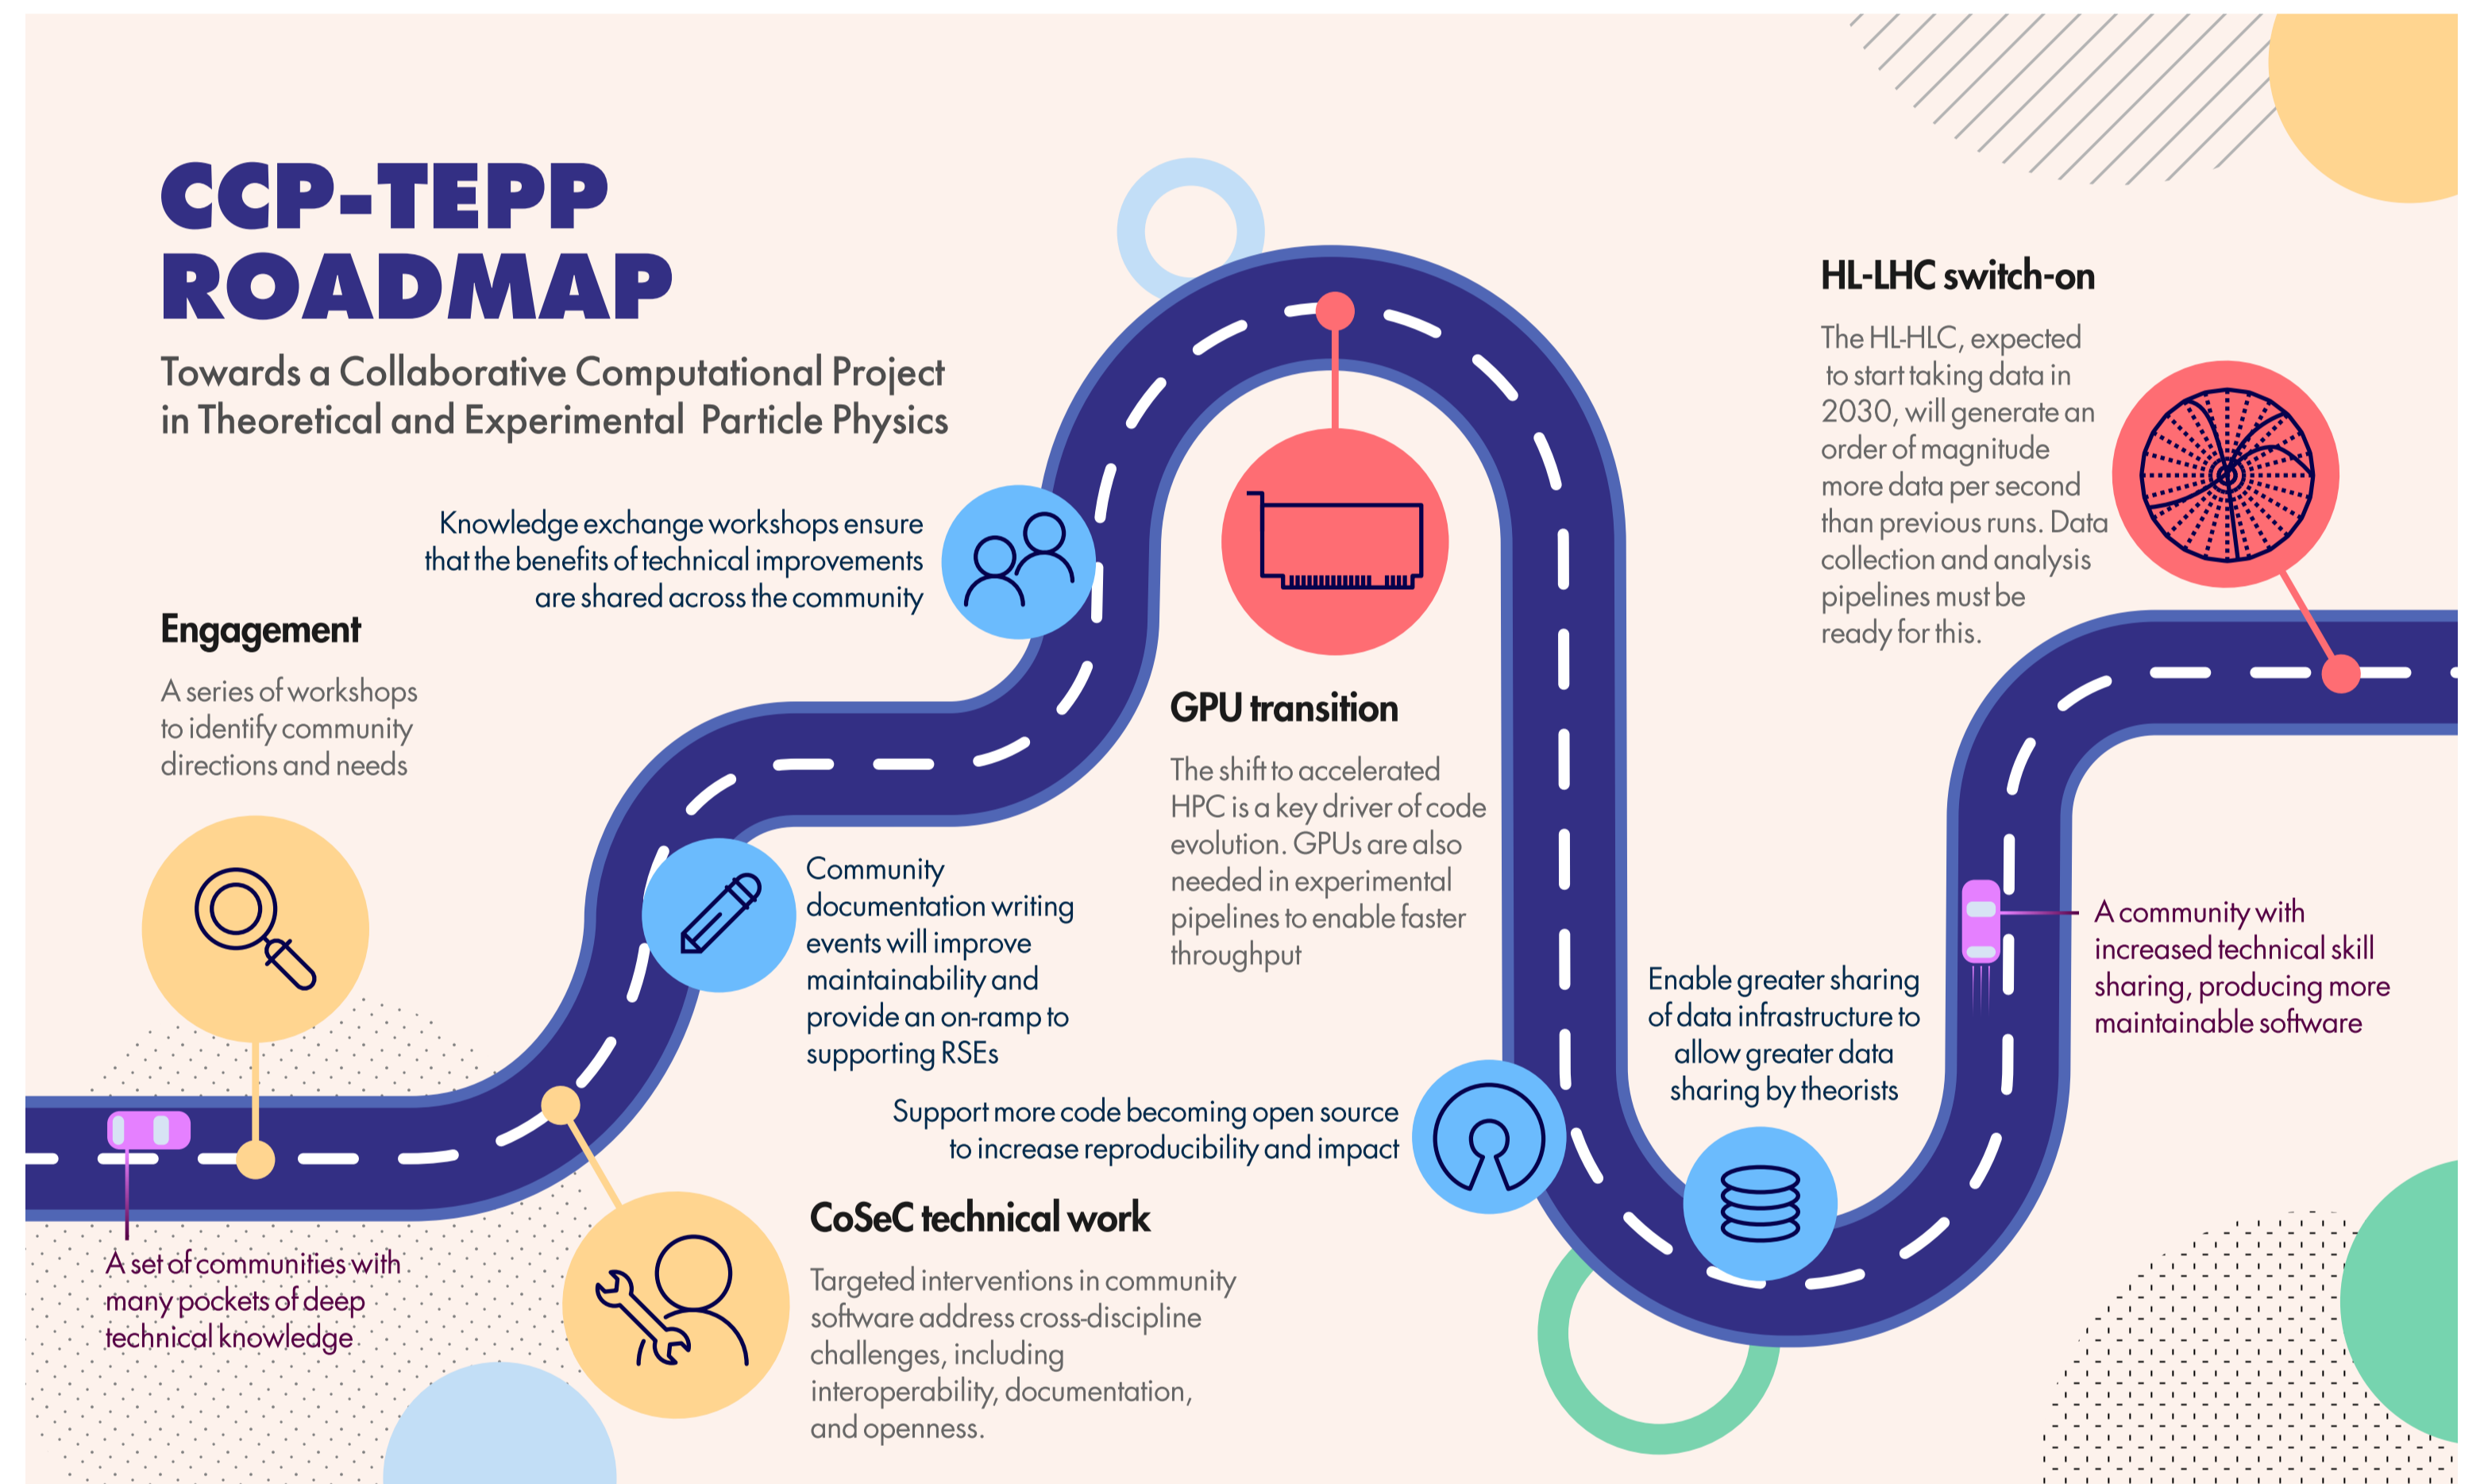 CCP-TEPP
ROADMAP
Towards a Collaborative Computational Project
in Theoretical and Experimental Particle Physics
Knowledge exchange workshops ensure
that the benefits of technical improvements
are shared across the community
Engagement
A series of workshops
to identify community
directions and needs
A set of communities with
many pockets of deep
technical knowledge
Community
documentation writing
events will improve
maintainability and
provide an on-ramp to
supporting RSEs
CoSeC technical work
Targeted interventions in community
software address cross-discipline
challenges, including
interoperability, documentation,
and openness.
GPU transition
The shift to accelerated
HPC is a key driver of code
evolution. GPUs are also
needed in experimental
pipelines to enable faster
throughput
Support more code becoming open source
to increase reproducibility and impact
Enable greater sharing
of data infrastructure to
allow greater data
sharing by theorists
HL-LHC switch-on
The HL-HLC, expected
to start taking data in
2030, will generate an
order of magnitude
more data per second
than previous runs. Data
collection and analysis
pipelines must be
ready for this.
A community with
increased technical skill
sharing, producing more
maintainable software